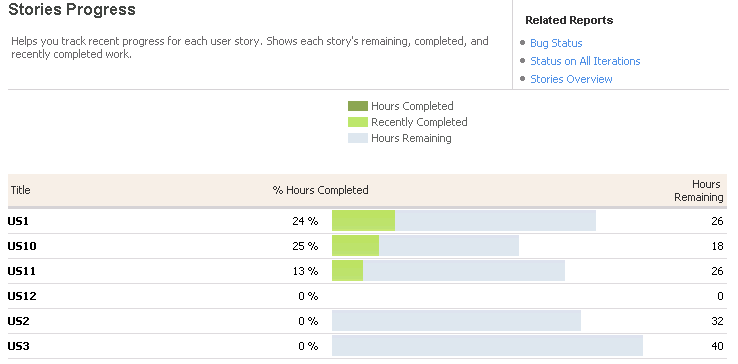 Stories Progress
Helps you track recent progress for each user story. Shows each story's remaining, completed, and
recently completed work.
Related Reports
Bug Status
Status on All Iterations
Stories Overview
Hours Completed
Recently Completed
Hours Remaining
Title % Hours Completed Hours
Remaining
US1 24 % 26
US10 25 % 18
US11 13 % 26
US12 0 % 0
US2 0 % 32
US3 0 % 40